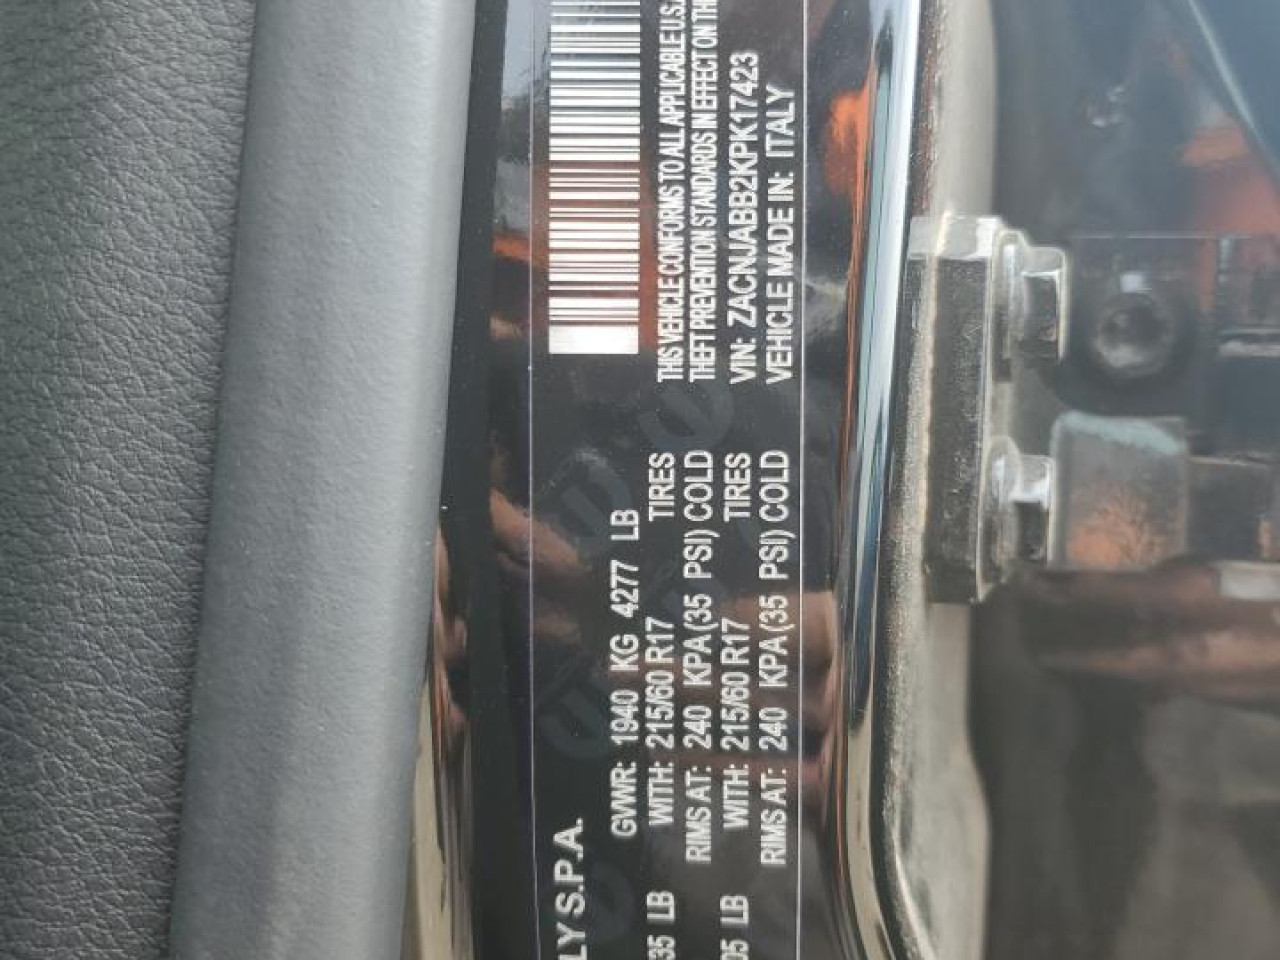 LY S.P.A.
GVWR: 1940 KG 4277 LB
35 LB WITH: 215/60 R17 TIRES
RIMS AT: 240 KPA (35 PSI) COLD
05 LB WITH: 215/60 R17 TIRES
RIMS AT: 240 KPA (35 PSI) COLD
THIS VEHICLE CONFORMS TO ALL APPLICABLE U.S.
THEFT PREVENTION STANDARDS IN EFFECT ON TH
VIN: ZACNJABB2KPK17423
VEHICLE MADE IN: ITALY